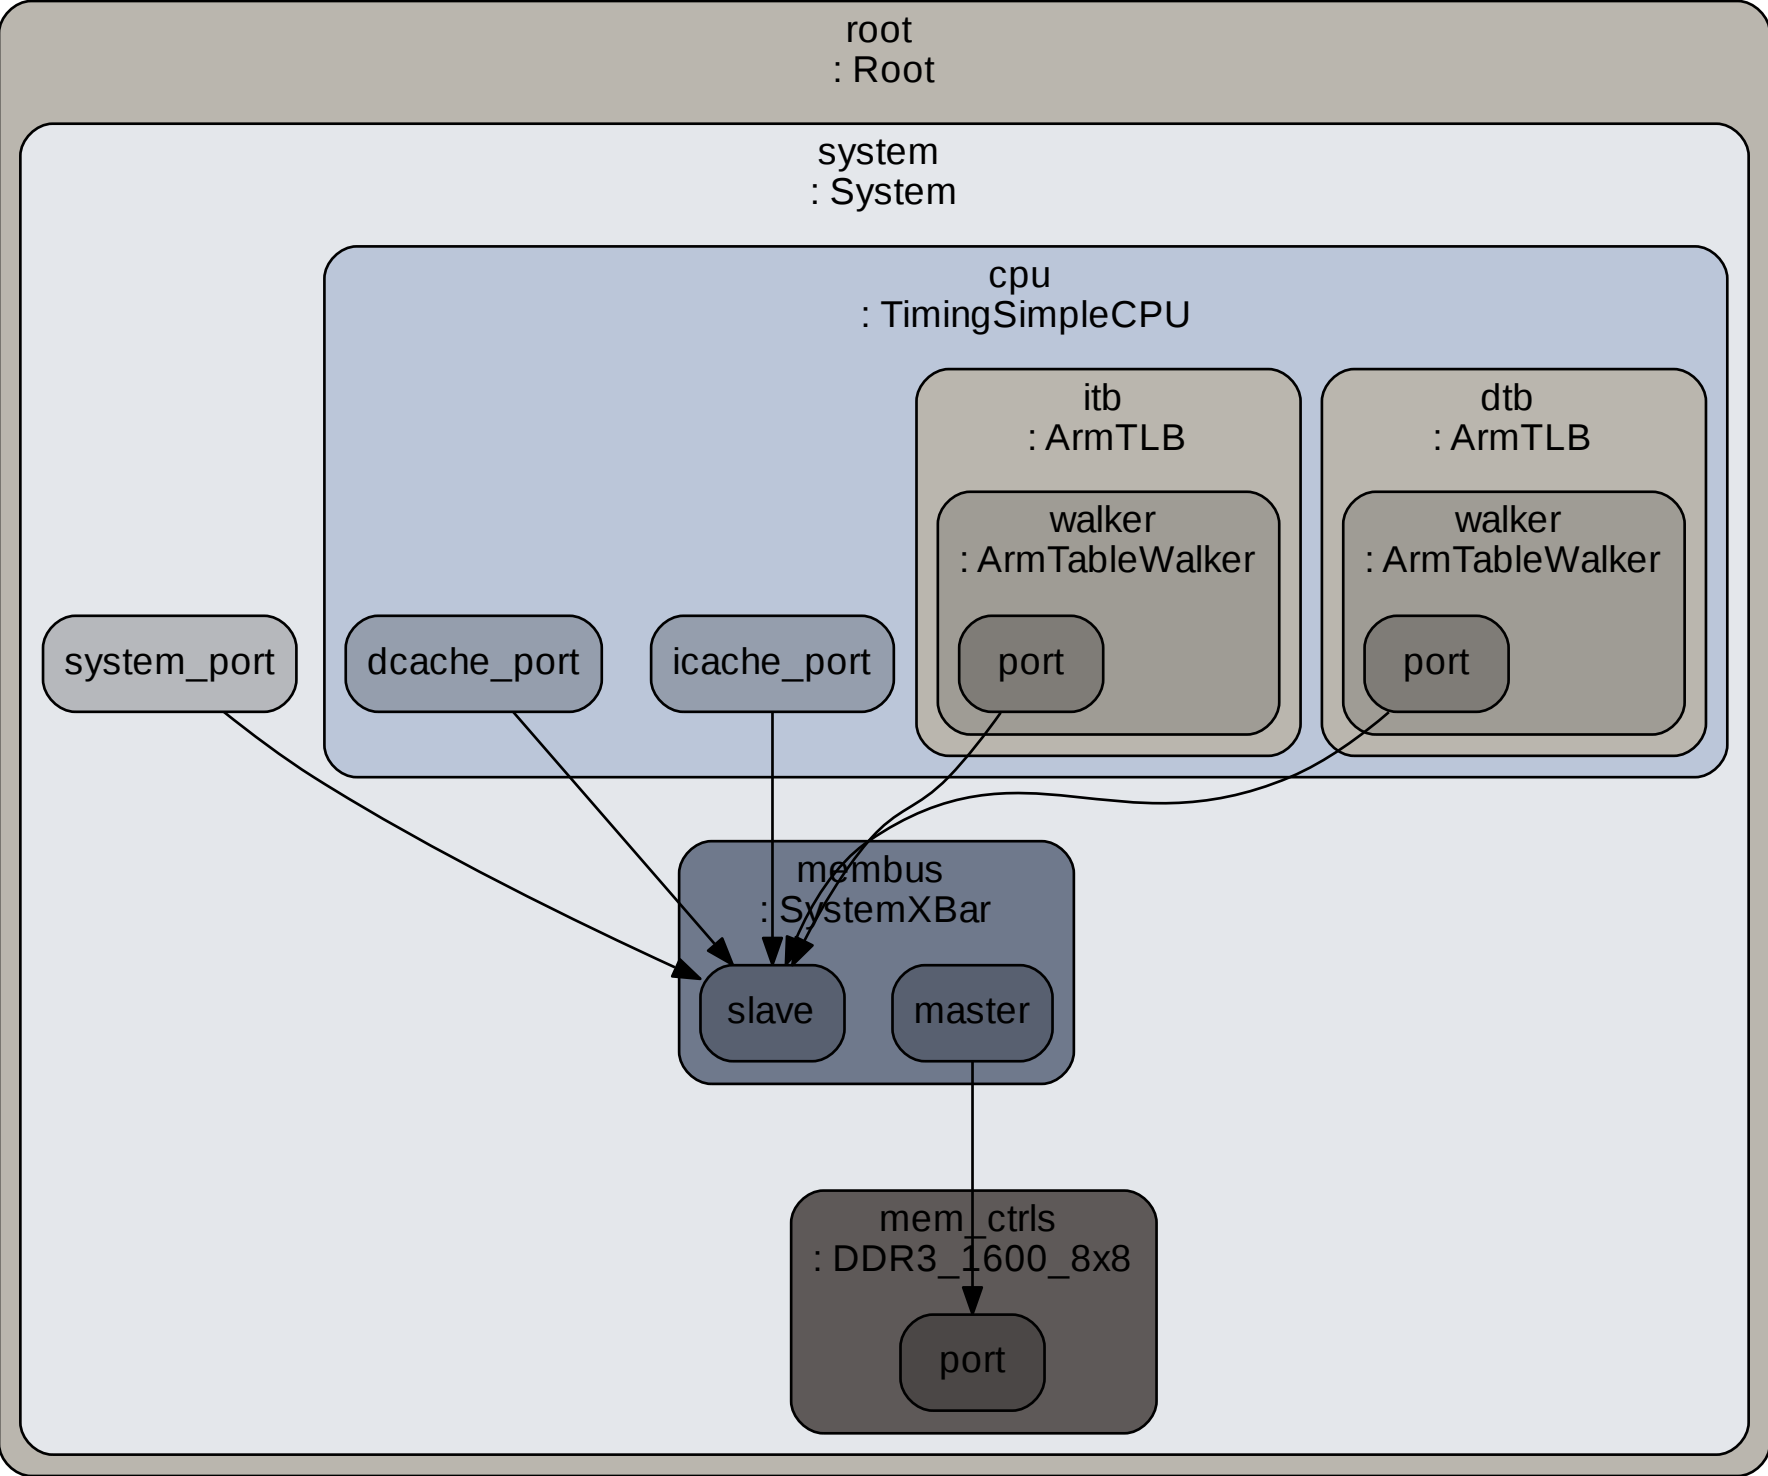 root
: Root
system
: System
cpu
: TimingSimpleCPU
itb
: ArmTLB
dtb
: ArmTLB
walker
: ArmTableWalker
walker
: ArmTableWalker
system_port
dcache_port
icache_port
port
port
membus
: SystemXBar
slave
master
mem_ctrls
: DDR3_1600_8x8
port